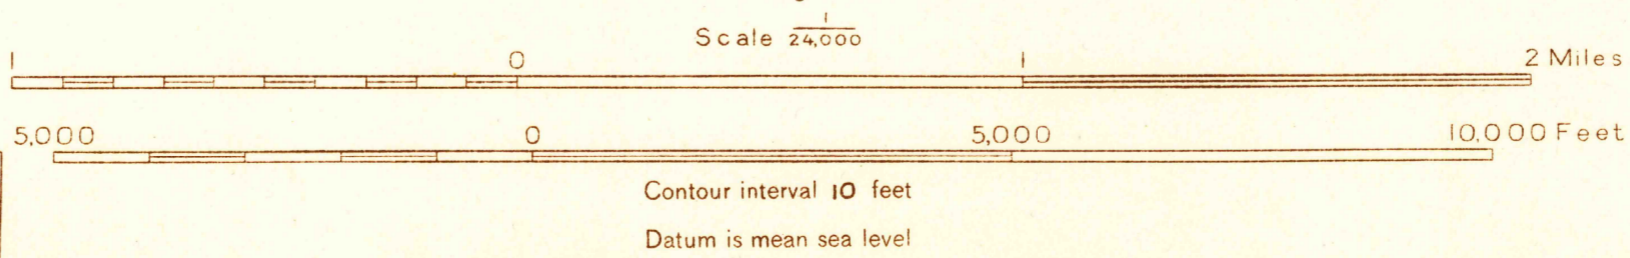 Scale 1/24,000
1 0 1 2 Miles
5,000 0 5,000 10,000 Feet
Contour interval 10 feet
Datum is mean sea level